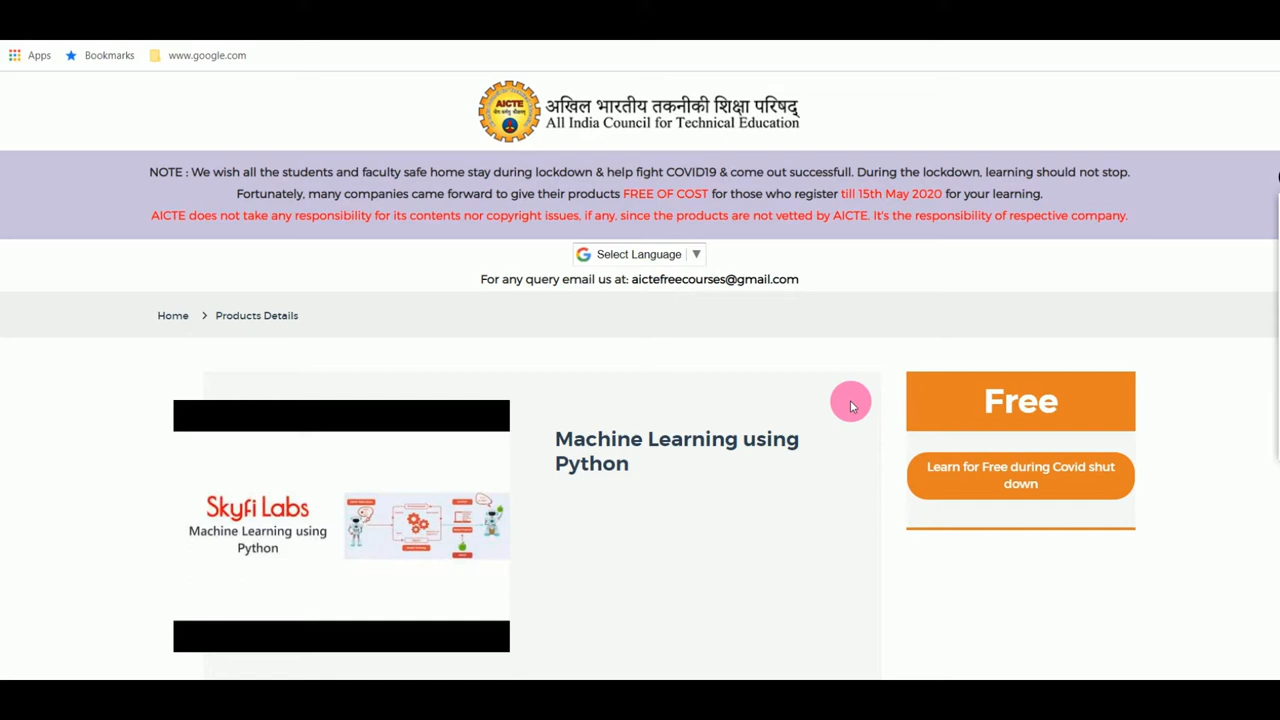 Apps Bookmarks www.google.com
AICTE
अखिल भारतीय तकनीकी शिक्षा परिषद्
All India Council for Technical Education
NOTE : We wish all the students and faculty safe home stay during lockdown & help fight COVID19 & come out successfull. During the lockdown, learning should not stop.
Fortunately, many companies came forward to give their products FREE OF COST for those who register till 15th May 2020 for your learning.
AICTE does not take any responsibility for its contents nor copyright issues, if any, since the products are not vetted by AICTE. It's the responsibility of respective company.
G Select Language ▼
For any query email us at: aictefreecourses@gmail.com
Home > Products Details
Free
Learn for Free during Covid shut
down
Machine Learning using
Python
Skyfi Labs
Machine Learning using
Python